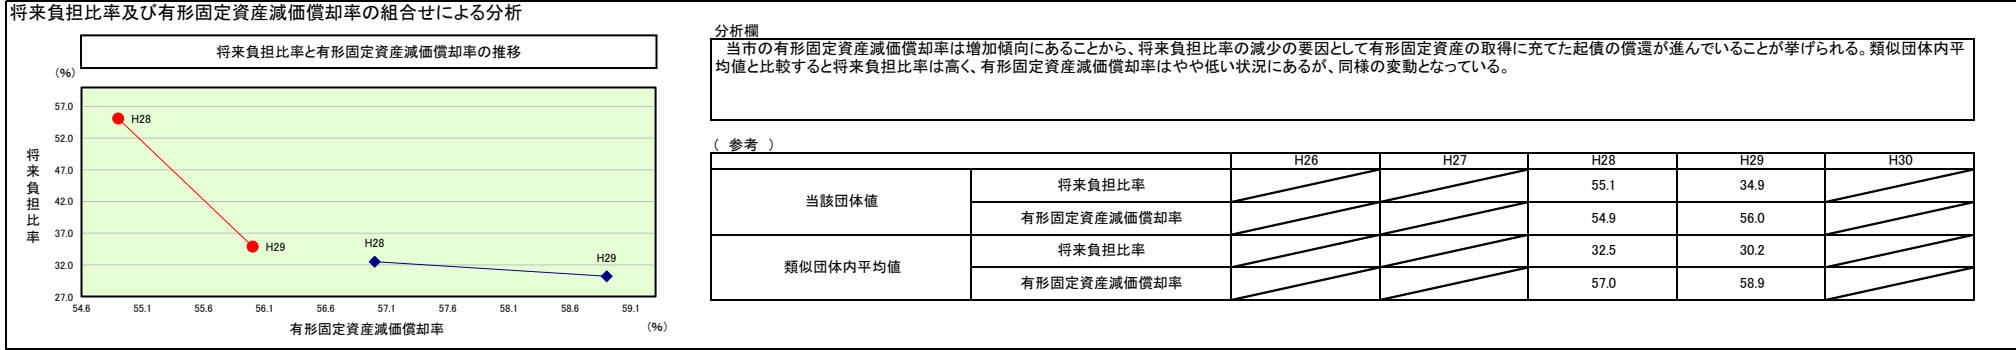 将来負担比率及び有形固定資産減価償却率の組合せによる分析
将来負担比率と有形固定資産減価償却率の推移
(%)
57.0
52.0
47.0
42.0
37.0
32.0
27.0
将来負担比率
H28
H29
H28
H29
54.6 55.1 55.6 56.1 56.6 57.1 57.6 58.1 58.6 59.1
有形固定資産減価償却率
(%)
分析欄
当市の有形固定資産減価償却率は増加傾向にあることから、将来負担比率の減少の要因として有形固定資産の取得に充てた起債の償還が進んでいることが挙げられる。類似団体内平
均値と比較すると将来負担比率は高く、有形固定資産減価償却率はやや低い状況にあるが、同様の変動となっている。
( 参考 )
H26 H27 H28 H29 H30
当該団体値
将来負担比率 55.1 34.9
有形固定資産減価償却率 54.9 56.0
類似団体内平均値
将来負担比率 32.5 30.2
有形固定資産減価償却率 57.0 58.9